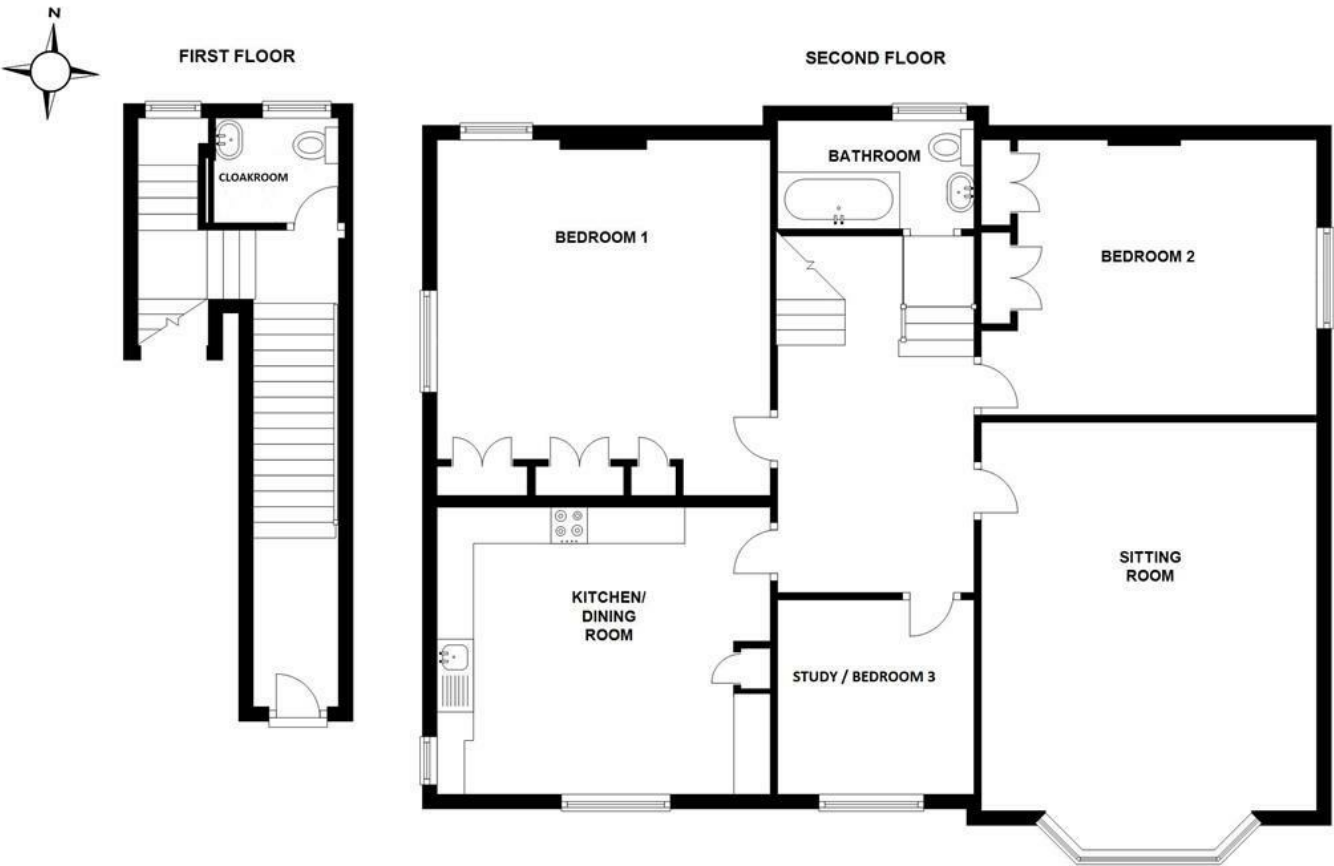 N
FIRST FLOOR
SECOND FLOOR
CLOAKROOM
BATHROOM
BEDROOM 1
BEDROOM 2
KITCHEN/
DINING
ROOM
SITTING
ROOM
STUDY / BEDROOM 3